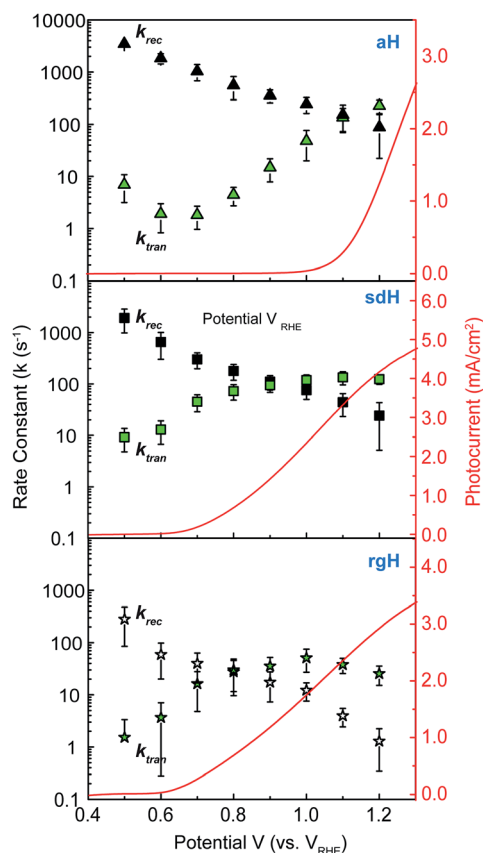 k_rec
aH
3.0
10000
1000
2.0
100
10
1.0
1
k_tran
0.0
0.1
sdH
6.0
k_rec
Potential V_RHE
1000
5.0
100
4.0
3.0
10
k_tran
2.0
1
1.0
0.1
0.0
rgH
4.0
k_rec
1000
3.0
100
2.0
10
1
1.0
k_tran
0.1
0.0
0.4 0.6 0.8 1.0 1.2
Potential V (vs. V_RHE)
Rate Constant (k (s⁻¹)
Photocurrent (mA/cm²)